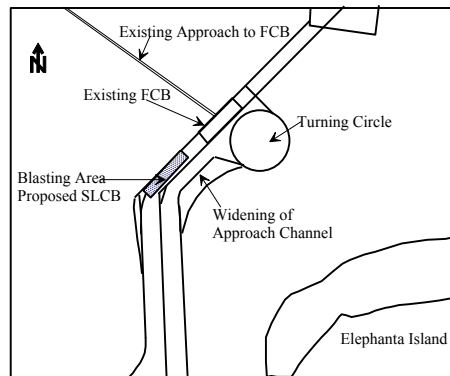 Existing Approach to FCB
N
Existing FCB
Turning Circle
Blasting Area
Proposed SLCB
Widening of
Approach Channel
Elephanta Island